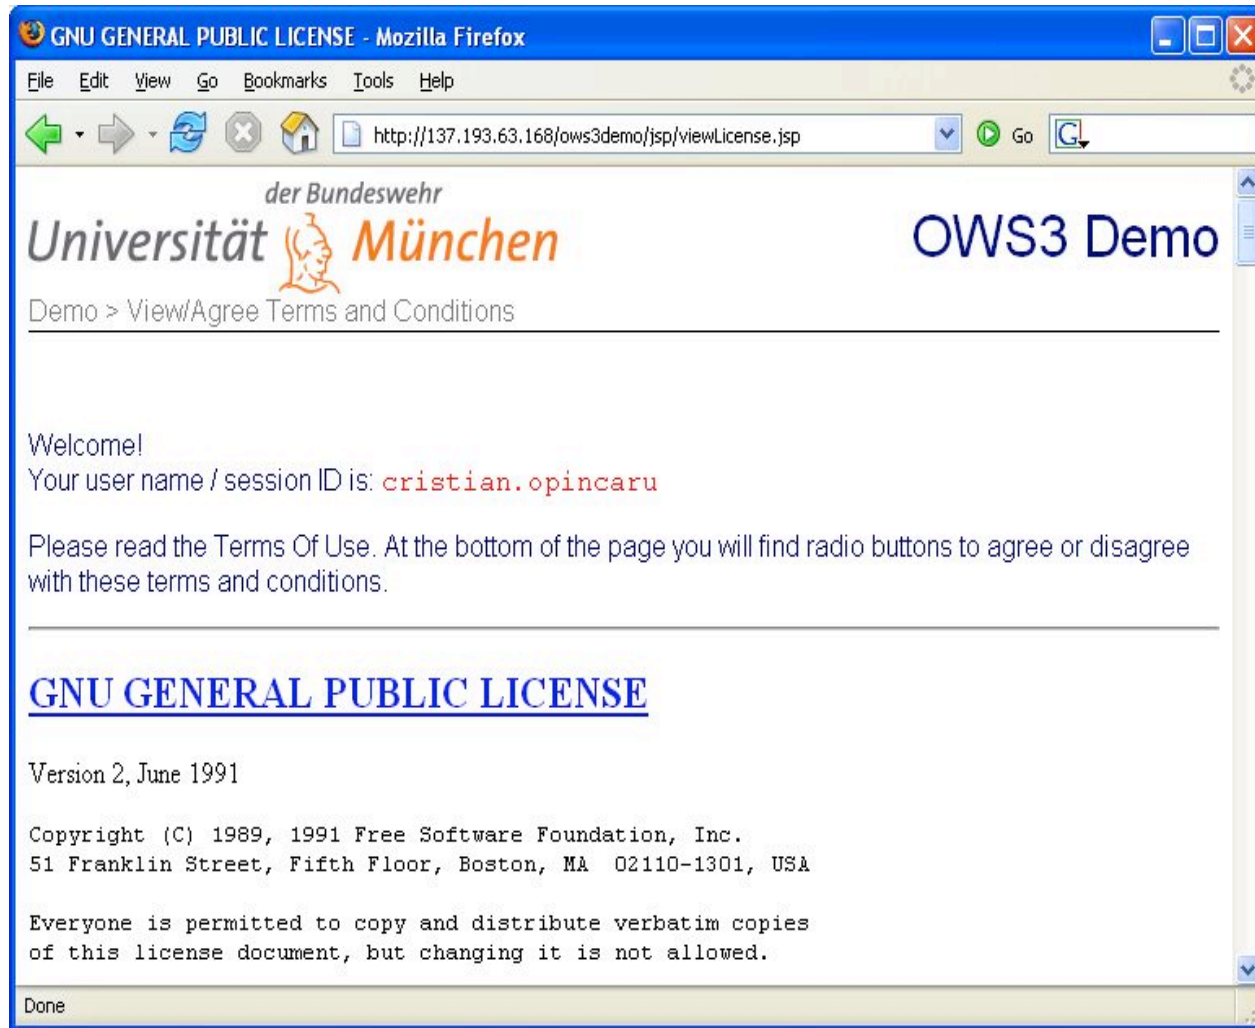 GNU GENERAL PUBLIC LICENSE - Mozilla Firefox
File Edit View Go Bookmarks Tools Help
http://137.193.63.168/ows3demo/jsp/viewLicense.jsp Go G
der Bundeswehr
Universität München
OWS3 Demo
Demo > View/Agree Terms and Conditions
Welcome!
Your user name / session ID is: cristian.opincaru
Please read the Terms Of Use. At the bottom of the page you will find radio buttons to agree or disagree
with these terms and conditions.
GNU GENERAL PUBLIC LICENSE
Version 2, June 1991
Copyright (C) 1989, 1991 Free Software Foundation, Inc.
51 Franklin Street, Fifth Floor, Boston, MA  02110-1301, USA
Everyone is permitted to copy and distribute verbatim copies
of this license document, but changing it is not allowed.
Done